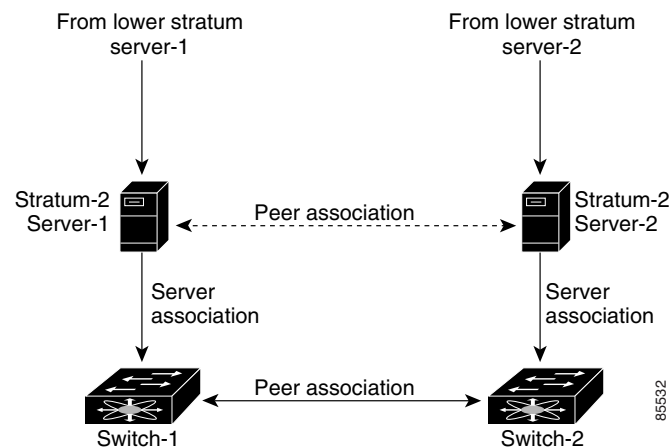 From lower stratum
server-1
From lower stratum
server-2
Stratum-2
Server-1
Peer association
Stratum-2
Server-2
Server
association
Server
association
Peer association
Switch-1
Switch-2
85532